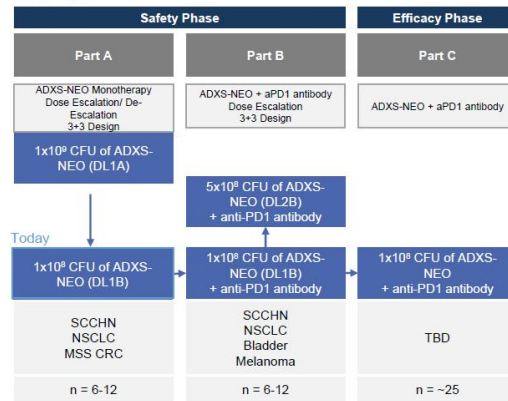 Safety Phase
Efficacy Phase
Part A
Part B
Part C
ADXS-NEO Monotherapy
Dose Escalation/ De-
Escalation
3+3 Design
ADXS-NEO + aPD1 antibody
Dose Escalation
3+3 Design
ADXS-NEO + aPD1 antibody
1x10⁹ CFU of ADXS-
NEO (DL1A)
5x10⁸ CFU of ADXS-
NEO (DL2B)
+ anti-PD1 antibody
Today
1x10⁸ CFU of ADXS-
NEO (DL1B)
1x10⁸ CFU of ADXS-
NEO (DL1B)
+ anti-PD1 antibody
1x10⁸ CFU of ADXS-
NEO
+ anti-PD1 antibody
SCCHN
NSCLC
MSS CRC
SCCHN
NSCLC
Bladder
Melanoma
TBD
n = 6-12
n = 6-12
n = ~25